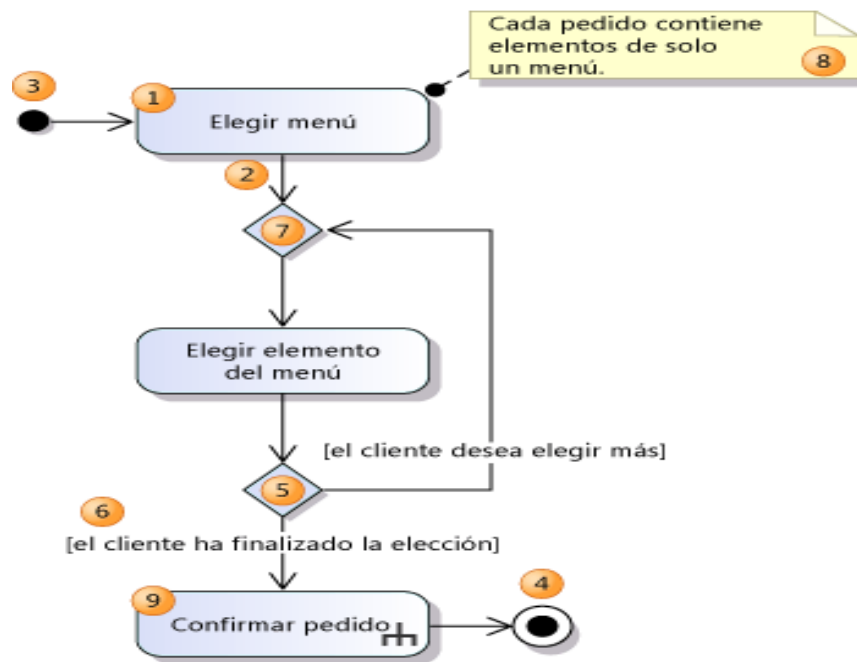 Cada pedido contiene
elementos de solo
un menú.
8
3
1
Elegir menú
2
7
Elegir elemento
del menú
[el cliente desea elegir más]
5
6
[el cliente ha finalizado la elección]
4
9
Confirmar pedido